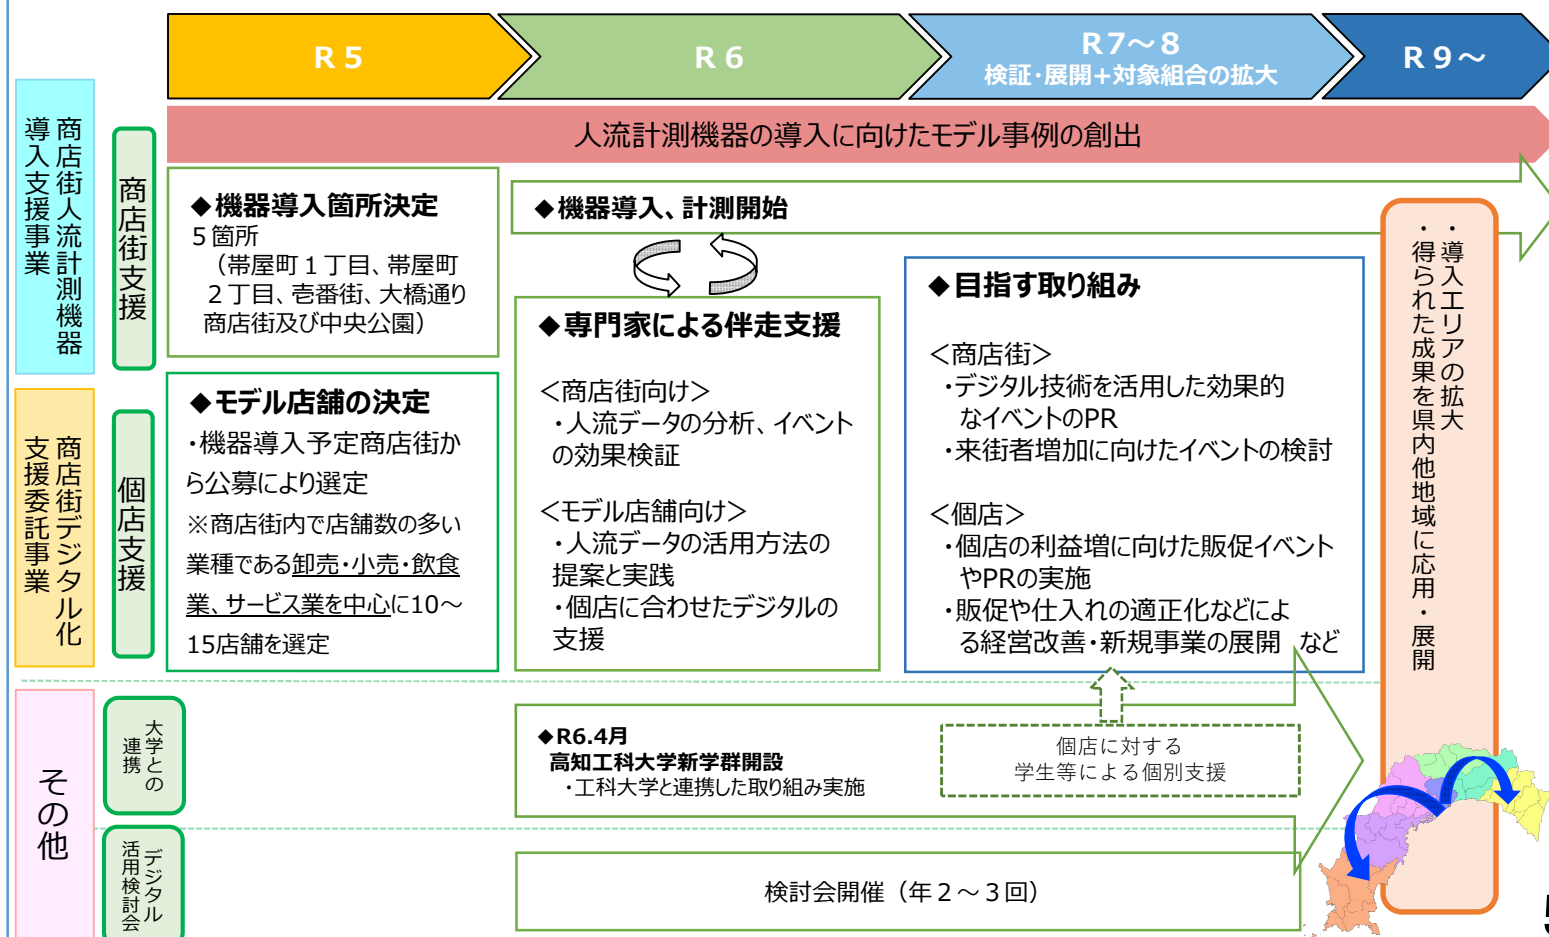 R5
R6
R7～8
検証・展開+対象組合の拡大
R9～
人流計測機器の導入に向けたモデル事例の創出
商店街人流計測機器
導入支援事業
商店街支援
◆機器導入箇所決定
5箇所
（帯屋町1丁目、帯屋町
2丁目、壱番街、大橋通り
商店街及び中央公園）
◆機器導入、計測開始
商店街デジタル化
支援委託事業
個店支援
◆モデル店舗の決定
・機器導入予定商店街か
ら公募により選定
※商店街内で店舗数の多い
業種である卸売・小売・飲食
業、サービス業を中心に10～
15店舗を選定
◆専門家による伴走支援
＜商店街向け＞
・人流データの分析、イベント
の効果検証
＜モデル店舗向け＞
・人流データの活用方法の
提案と実践
・個店に合わせたデジタルの
支援
◆目指す取り組み
＜商店街＞
・デジタル技術を活用した効果的
なイベントのPR
・来街者増加に向けたイベントの検討
＜個店＞
・個店の利益増に向けた販促イベント
やPRの実施
・販促や仕入れの適正化などによ
る経営改善・新規事業の展開　など
・導入エリアの拡大
・得られた成果を県内他地域に応用・展開
その他
大学との
連携
◆R6.4月
高知工科大学新学群開設
・工科大学と連携した取り組み実施
個店に対する
学生等による個別支援
デジタル
活用検討会
検討会開催（年2～3回）